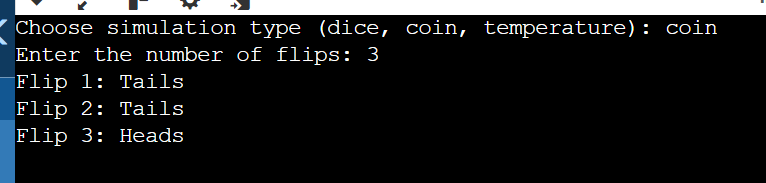 Choose simulation type (dice, coin, temperature): coin
Enter the number of flips: 3
Flip 1: Tails
Flip 2: Tails
Flip 3: Heads